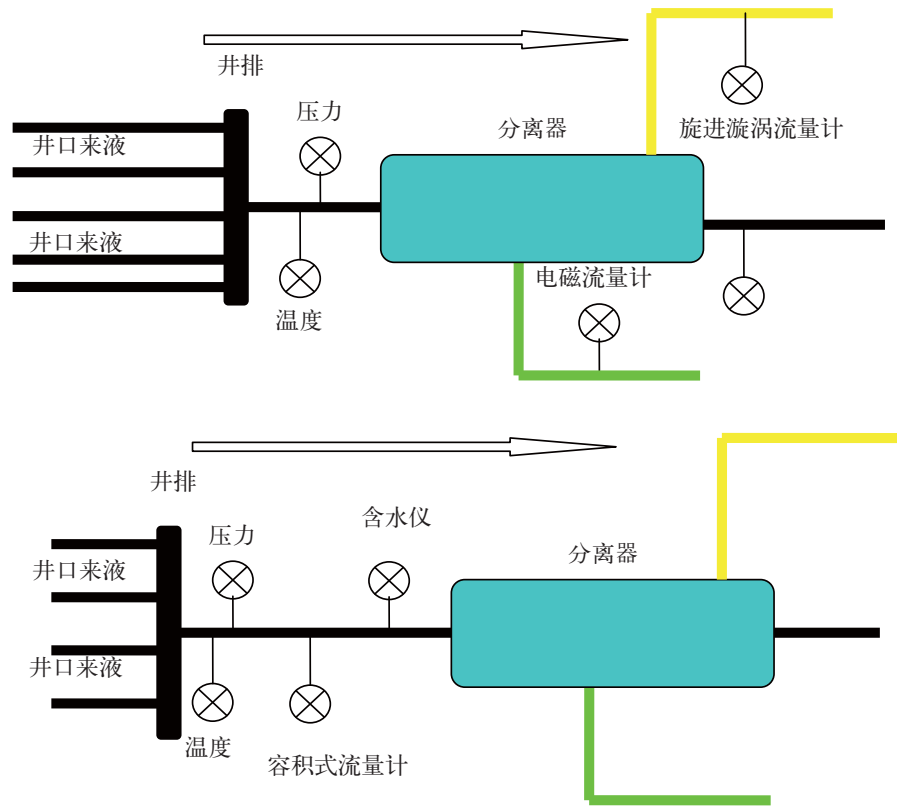 井排
压力
分离器
旋进漩涡流量计
井口来液
井口来液
电磁流量计
温度
井排
含水仪
压力
分离器
井口来液
井口来液
温度
容积式流量计